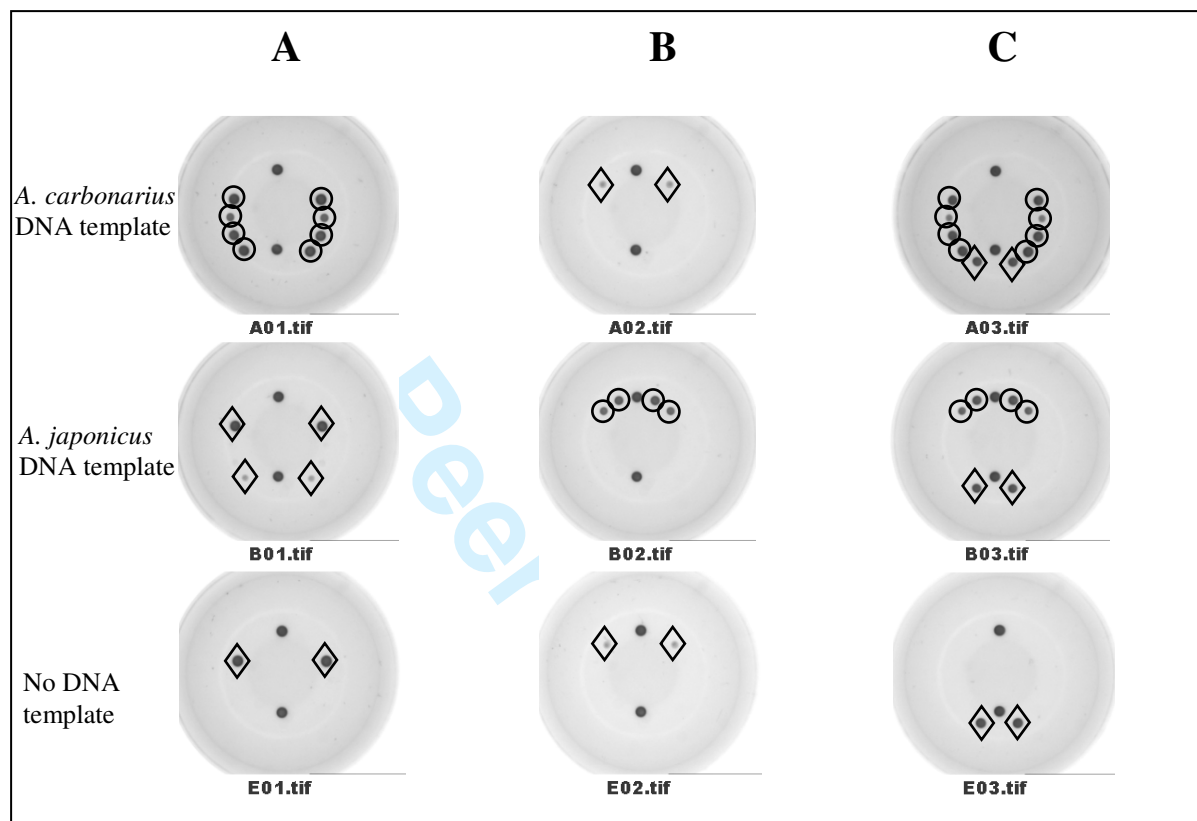 A B C
A. carbonarius
DNA template
A01.tif A02.tif A03.tif
A. japonicus
DNA template
B01.tif B02.tif B03.tif
Peer
No DNA
template
E01.tif E02.tif E03.tif